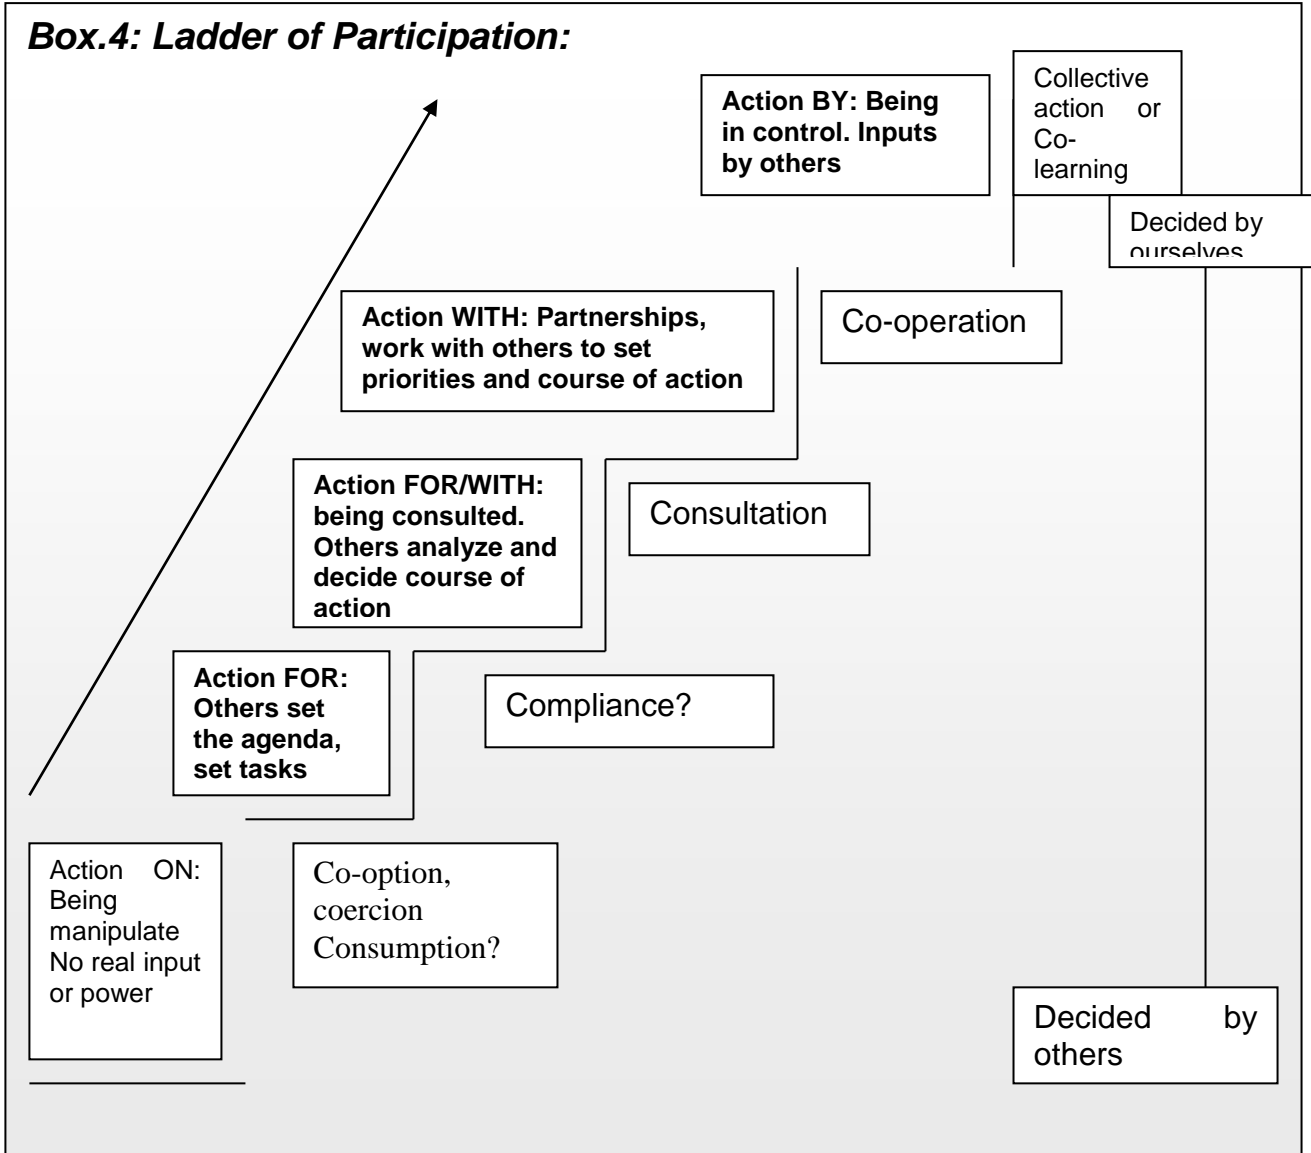 Box.4: Ladder of Participation:
Action BY: Being
in control. Inputs
by others
Collective
action or
Co-
learning
Decided by
ourselves
Action WITH: Partnerships,
work with others to set
priorities and course of action
Co-operation
Action FOR/WITH:
being consulted.
Others analyze and
decide course of
action
Consultation
Action FOR:
Others set
the agenda,
set tasks
Compliance?
Action ON:
Being
manipulate
No real input
or power
Co-option,
coercion
Consumption?
Decided by
others